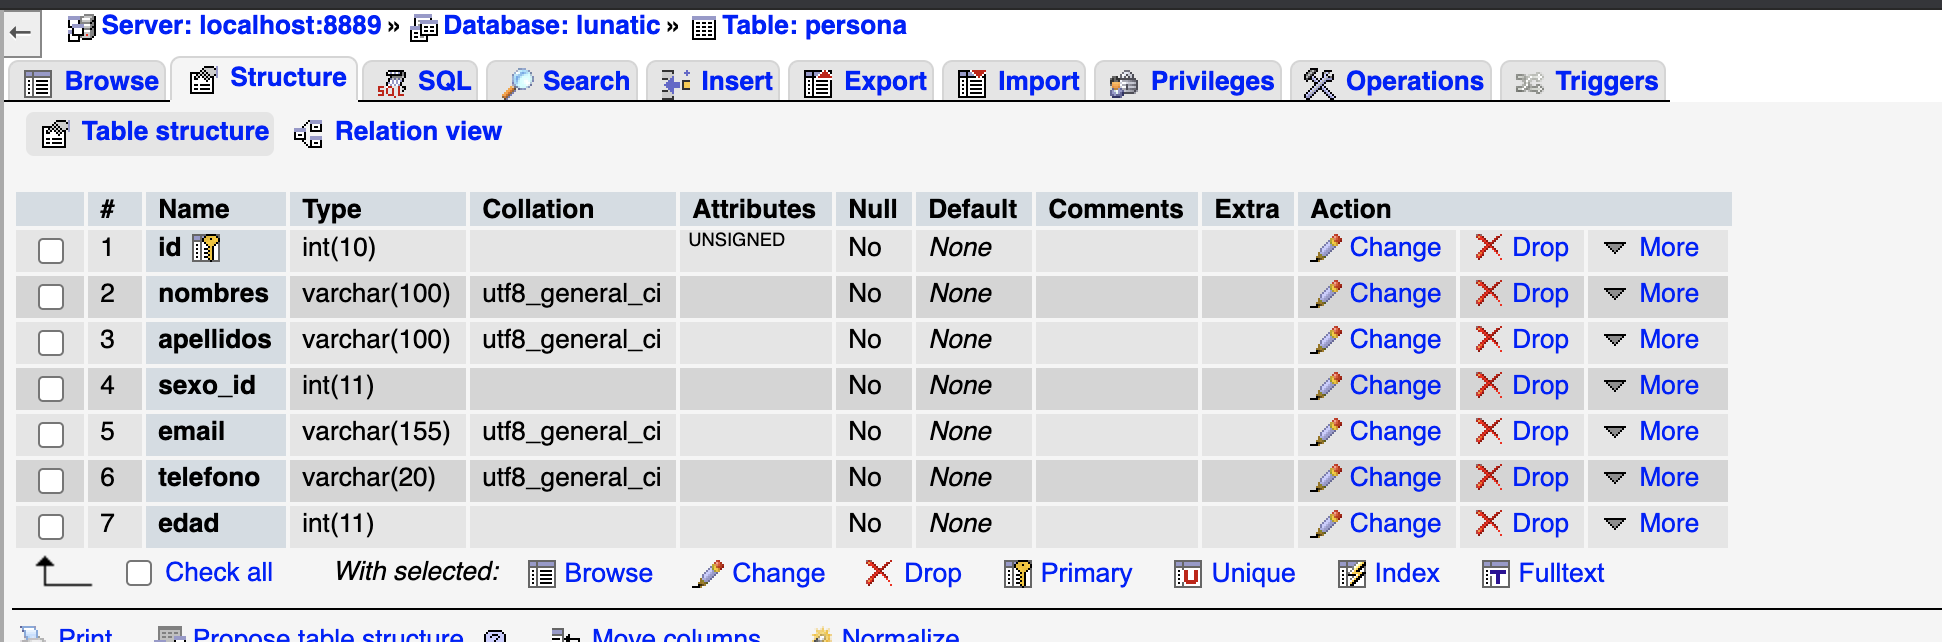 Server: localhost:8889 » Database: lunatic » Table: persona
Browse Structure SQL Search Insert Export Import Privileges Operations Triggers
Table structure Relation view
# Name Type Collation Attributes Null Default Comments Extra Action
1 id int(10) UNSIGNED No None Change Drop More
2 nombres varchar(100) utf8_general_ci No None Change Drop More
3 apellidos varchar(100) utf8_general_ci No None Change Drop More
4 sexo_id int(11) No None Change Drop More
5 email varchar(155) utf8_general_ci No None Change Drop More
6 telefono varchar(20) utf8_general_ci No None Change Drop More
7 edad int(11) No None Change Drop More
Check all With selected: Browse Change Drop Primary Unique Index Fulltext
Print Propose table structure Move columns Normalize